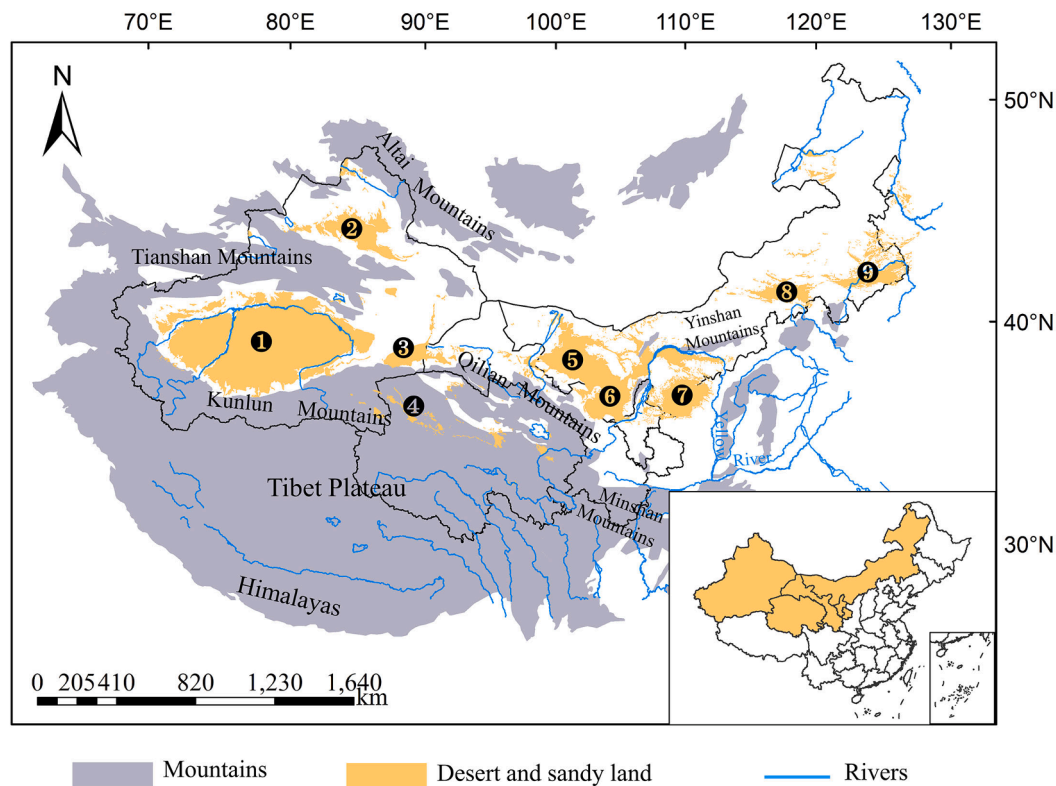 70°E 80°E 90°E 100°E 110°E 120°E 130°E
N
50°N
Altai
Mountains
2
Tianshan Mountains
9
8
40°N
1
3
Yinshan
Mountains
5
Qilian Mountains
6
7
4
Kunlun Mountains
Yellow
River
Tibet Plateau
Minshan
Mountains
30°N
Himalayas
0 205 410 820 1,230 1,640
km
Mountains
Desert and sandy land
Rivers